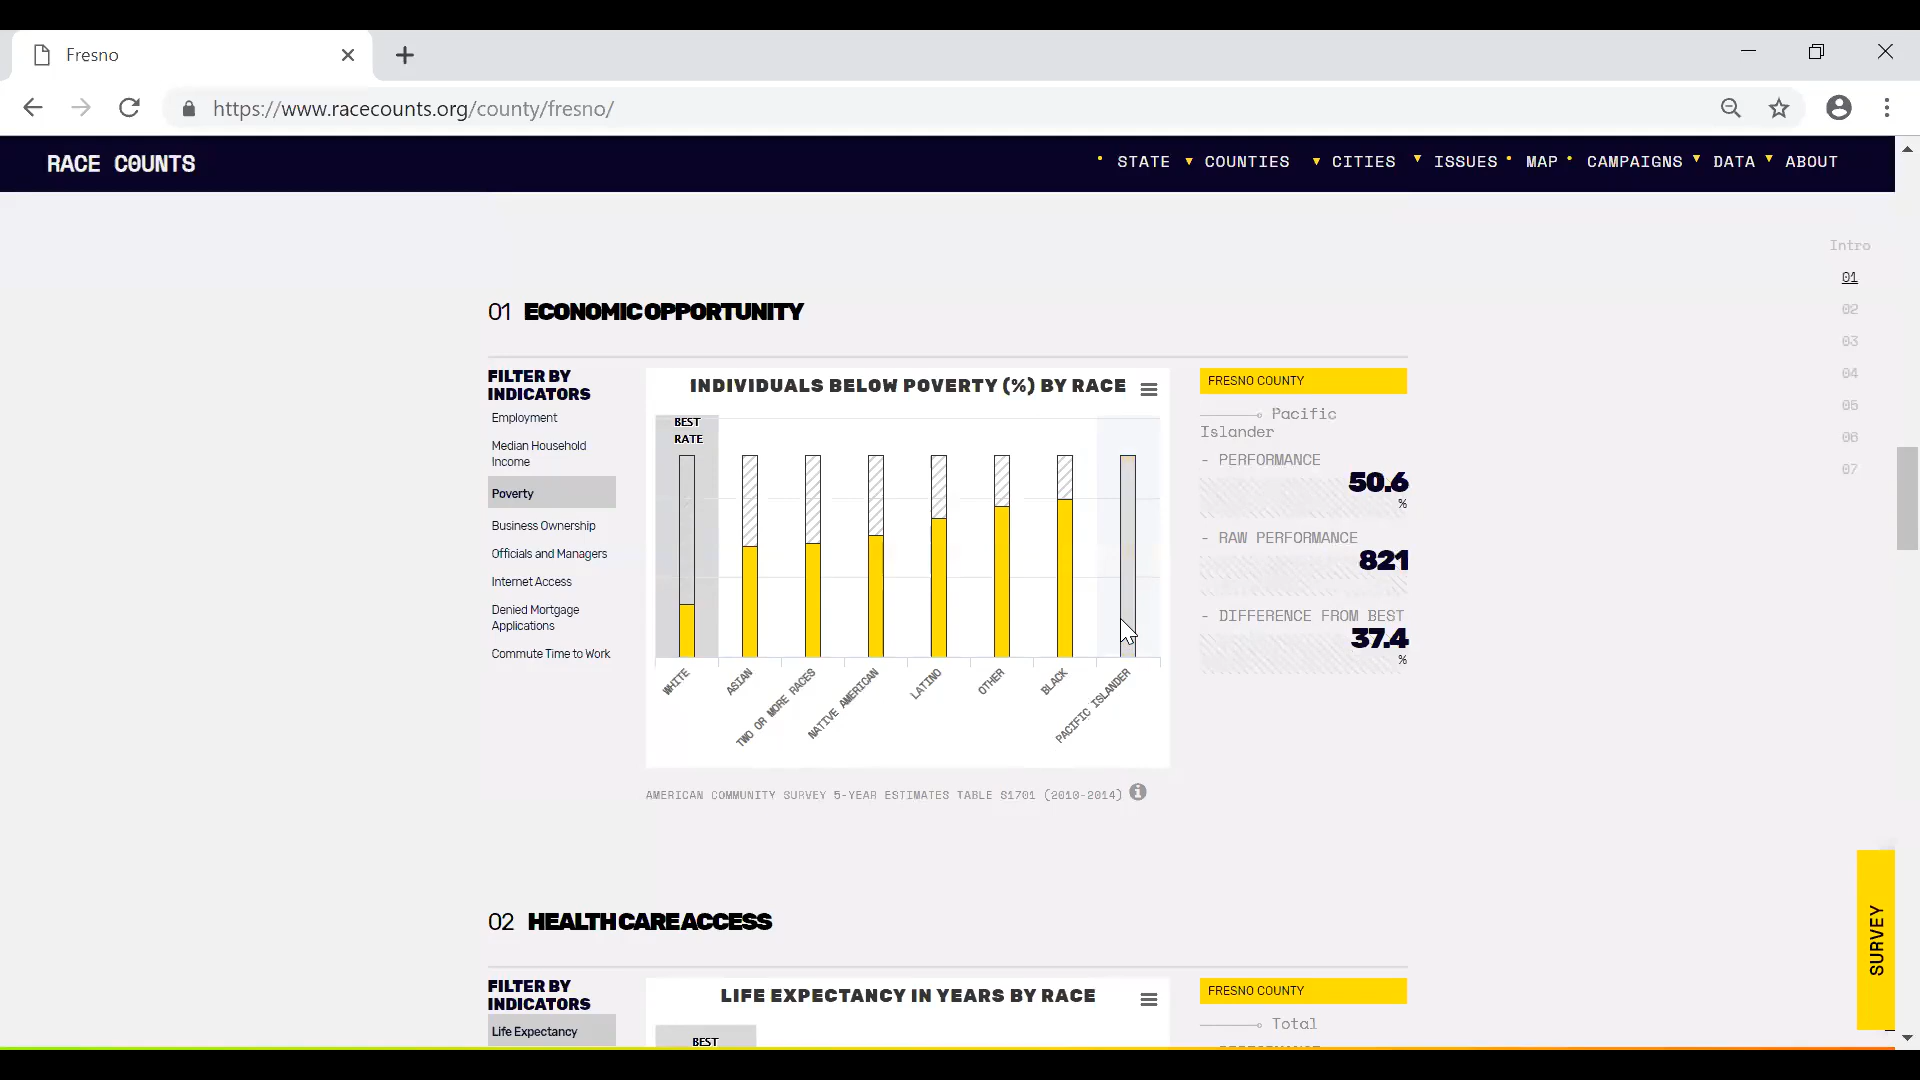 Fresno
https://www.racecounts.org/county/fresno/
RACE COUNTS
STATE COUNTIES CITIES ISSUES MAP CAMPAIGNS DATA ABOUT
Intro
01
02
03
04
05
06
07
01 ECONOMIC OPPORTUNITY
FILTER BY
INDICATORS
Employment
Median Household
Income
Poverty
Business Ownership
Officials and Managers
Internet Access
Denied Mortgage
Applications
Commute Time to Work
INDIVIDUALS BELOW POVERTY (%) BY RACE
BEST
RATE
WHITE
ASIAN
TWO OR MORE RACES
NATIVE AMERICAN
LATINO
OTHER
BLACK
PACIFIC ISLANDER
AMERICAN COMMUNITY SURVEY 5-YEAR ESTIMATES TABLE S1701 (2010-2014)
FRESNO COUNTY
Pacific
Islander
- PERFORMANCE
50.6
%
- RAW PERFORMANCE
821
- DIFFERENCE FROM BEST
37.4
%
SURVEY
02 HEALTH CARE ACCESS
FILTER BY
INDICATORS
Life Expectancy
LIFE EXPECTANCY IN YEARS BY RACE
BEST
FRESNO COUNTY
Total